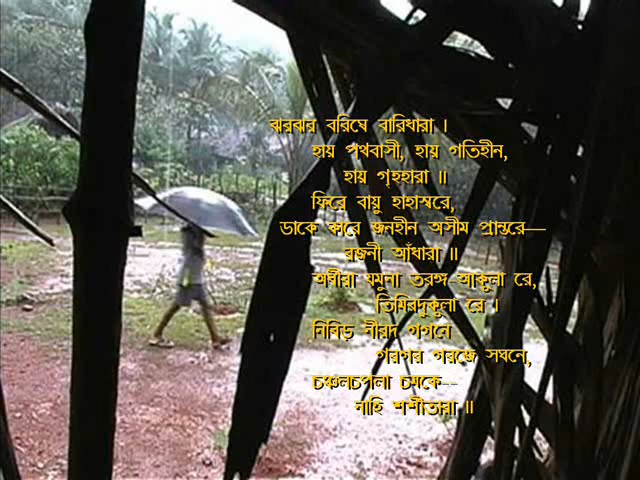 ঝরঝর বরিষে বারিধারা ।
হায় পথবাসী, হায় গতিহীন,
হায় গৃহহারা ॥
ফিরে বায়ু হাহাস্বরে,
ডাকে কারে জনহীন অসীম প্রান্তরে—
রজনী আঁধারা ॥
অধীরা যমুনা তরঙ্গ-আকুলা রে,
তিমিরদুকূলা রে ।
নিবিড় নীরদ গগনে
গরগর গরজে সঘনে,
চঞ্চলচপলা চমকে--
নাহি শশীতারা ॥